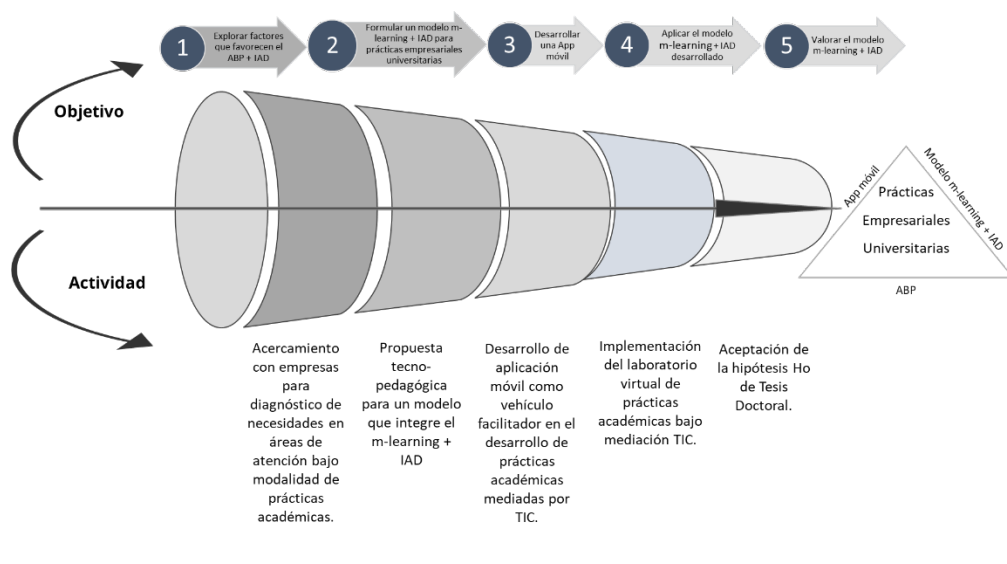 1
Explorar factores
que favorecen el
ABP + IAD
2
Formular un modelo m-
learning + IAD para
prácticas empresariales
universitarias
3
Desarrollar
una App
móvil
4
Aplicar el modelo
m-learning + IAD
desarrollado
5
Valorar el modelo
m-learning + IAD
Objetivo
Actividad
App móvil
Modelo m-learning + IAD
Prácticas
Empresariales
Universitarias
ABP
Acercamiento
con empresas
para
diagnóstico de
necesidades en
áreas de
atención bajo
modalidad de
prácticas
académicas.
Propuesta
tecno-
pedagógica
para un modelo
que integre el
m-learning +
IAD
Desarrollo de
aplicación
móvil como
vehículo
facilitador en el
desarrollo de
prácticas
académicas
mediadas por
TIC.
Implementación
del laboratorio
virtual de
prácticas
académicas bajo
mediación TIC.
Aceptación de
la hipótesis Ho
de Tesis
Doctoral.